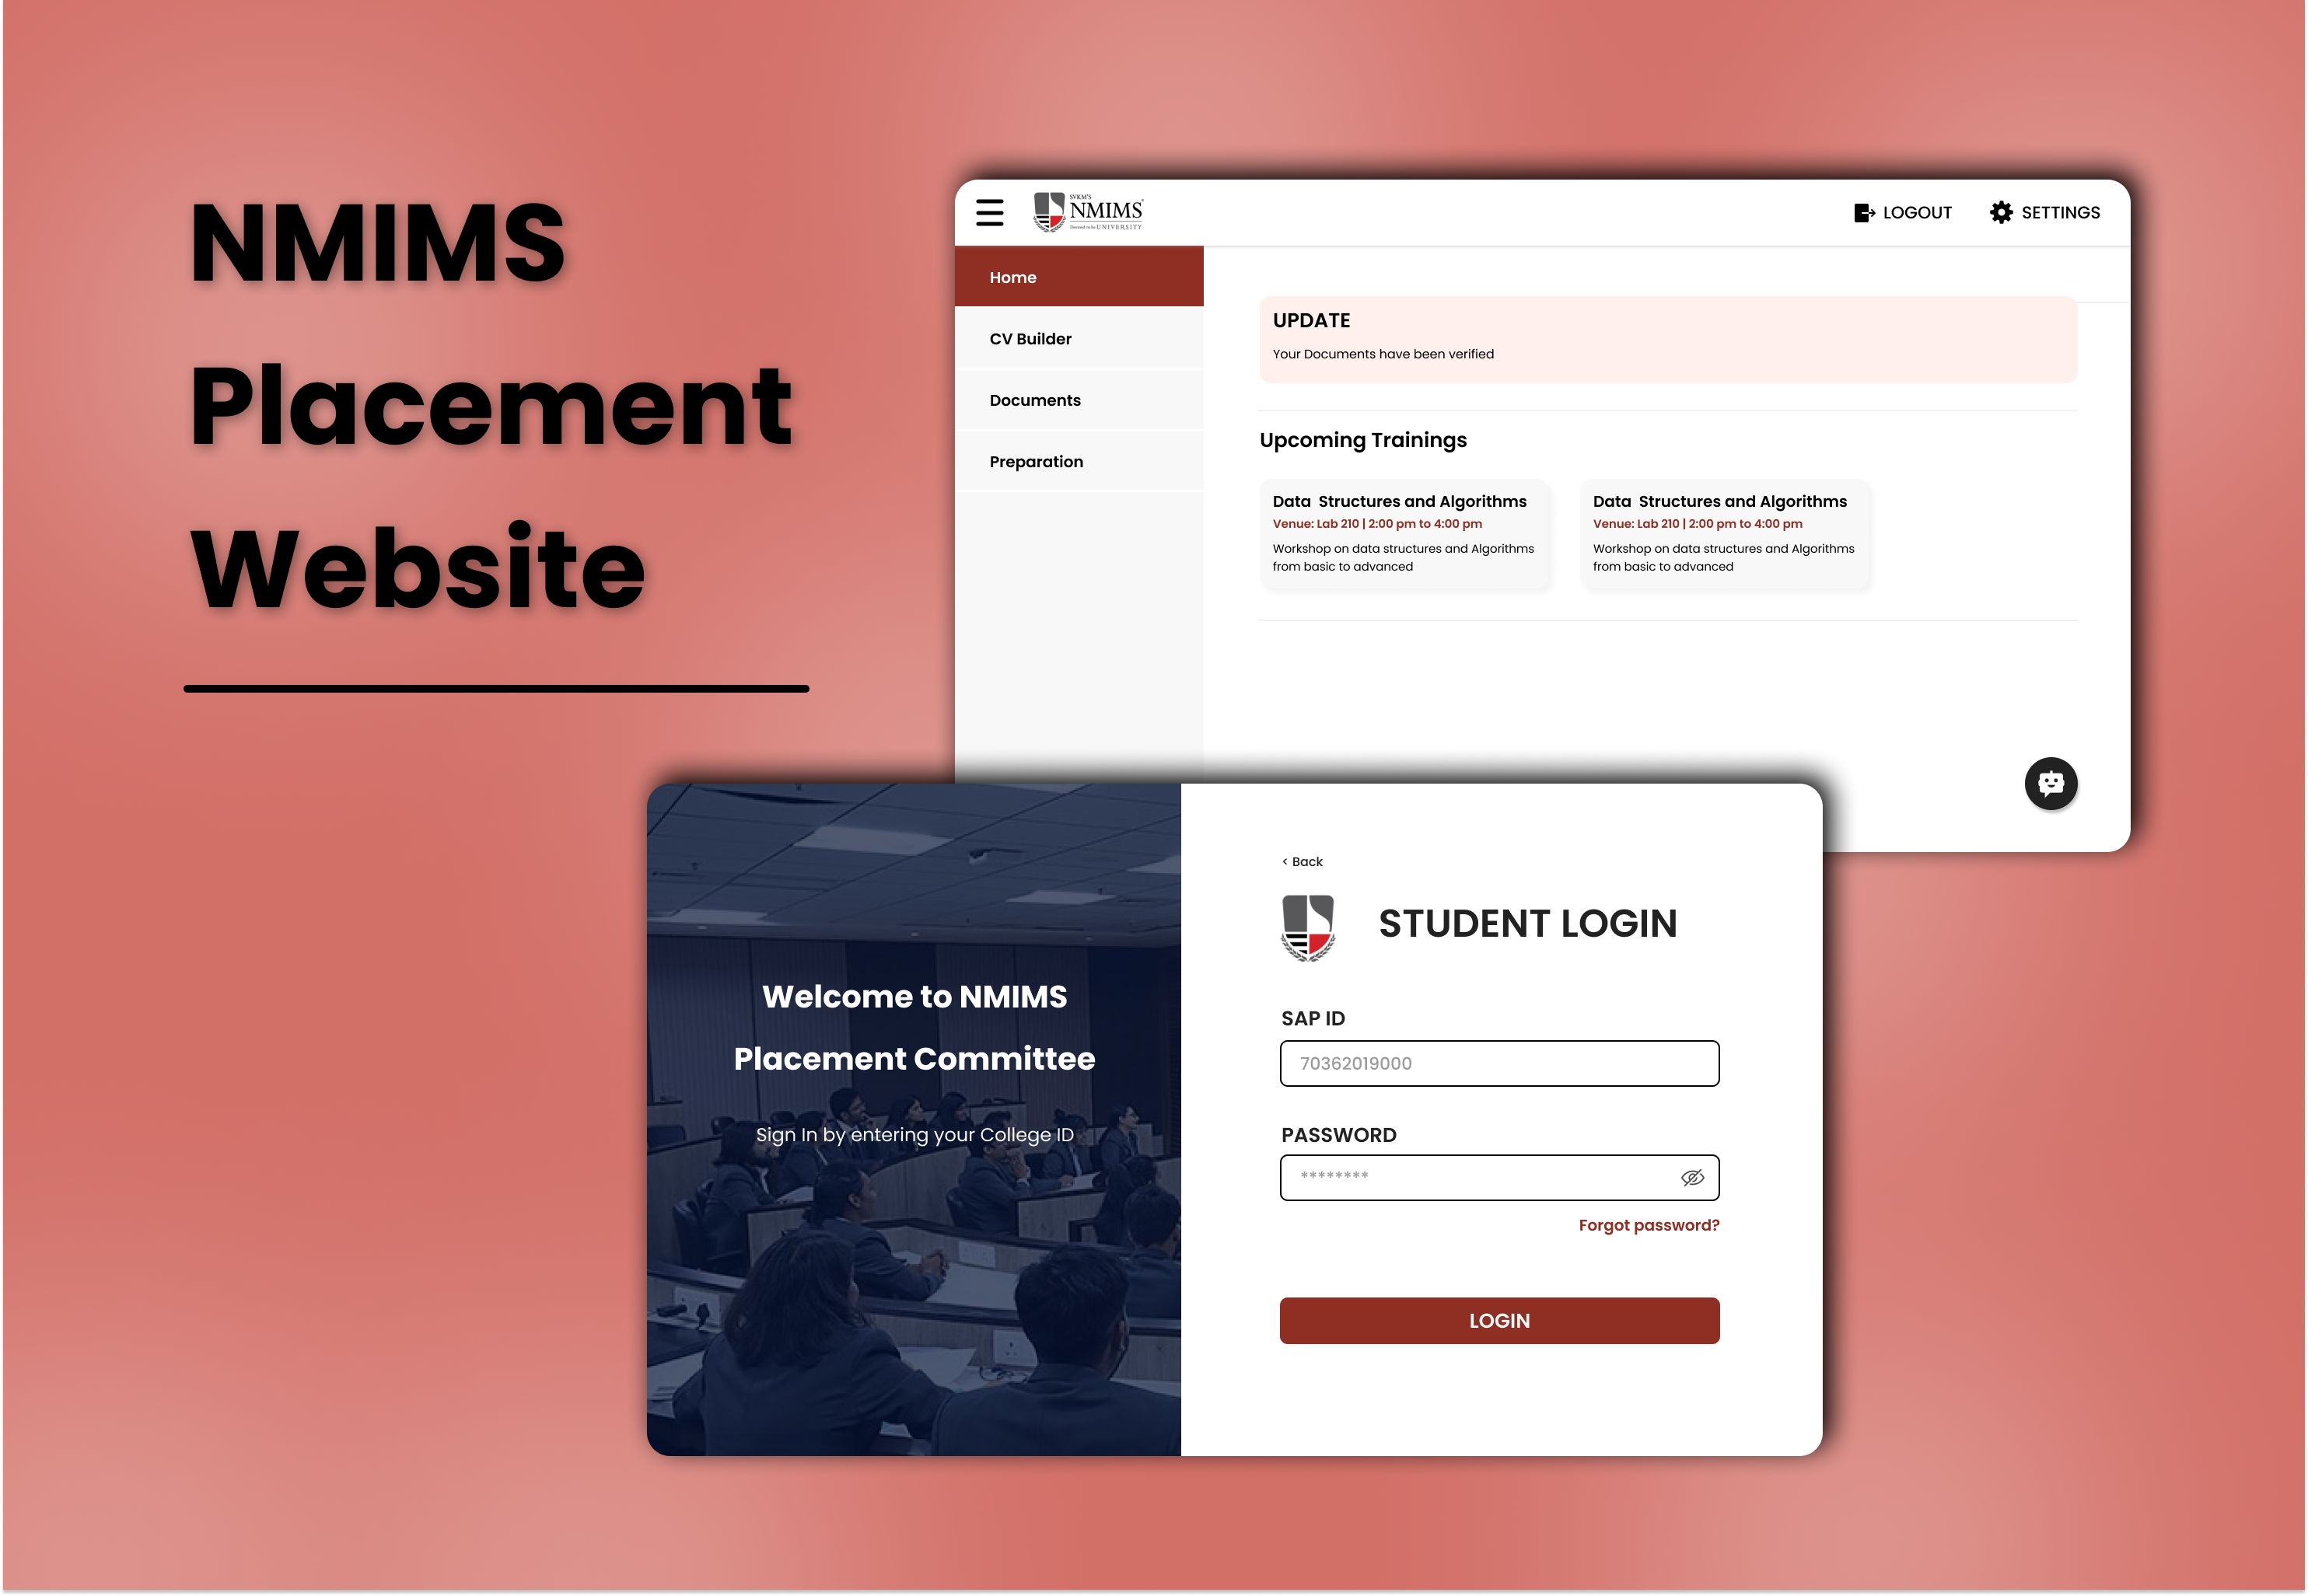 NMIMS
Placement
Website
SVKM'S
NMIMS
Deemed to be UNIVERSITY
LOGOUT
SETTINGS
Home
CV Builder
Documents
Preparation
UPDATE
Your Documents have been verified
Upcoming Trainings
Data  Structures and Algorithms
Venue: Lab 210 | 2:00 pm to 4:00 pm
Workshop on data structures and Algorithms
from basic to advanced
Data  Structures and Algorithms
Venue: Lab 210 | 2:00 pm to 4:00 pm
Workshop on data structures and Algorithms
from basic to advanced
Welcome to NMIMS
Placement Committee
Sign In by entering your College ID
< Back
STUDENT LOGIN
SAP ID
70362019000
PASSWORD
********
Forgot password?
LOGIN